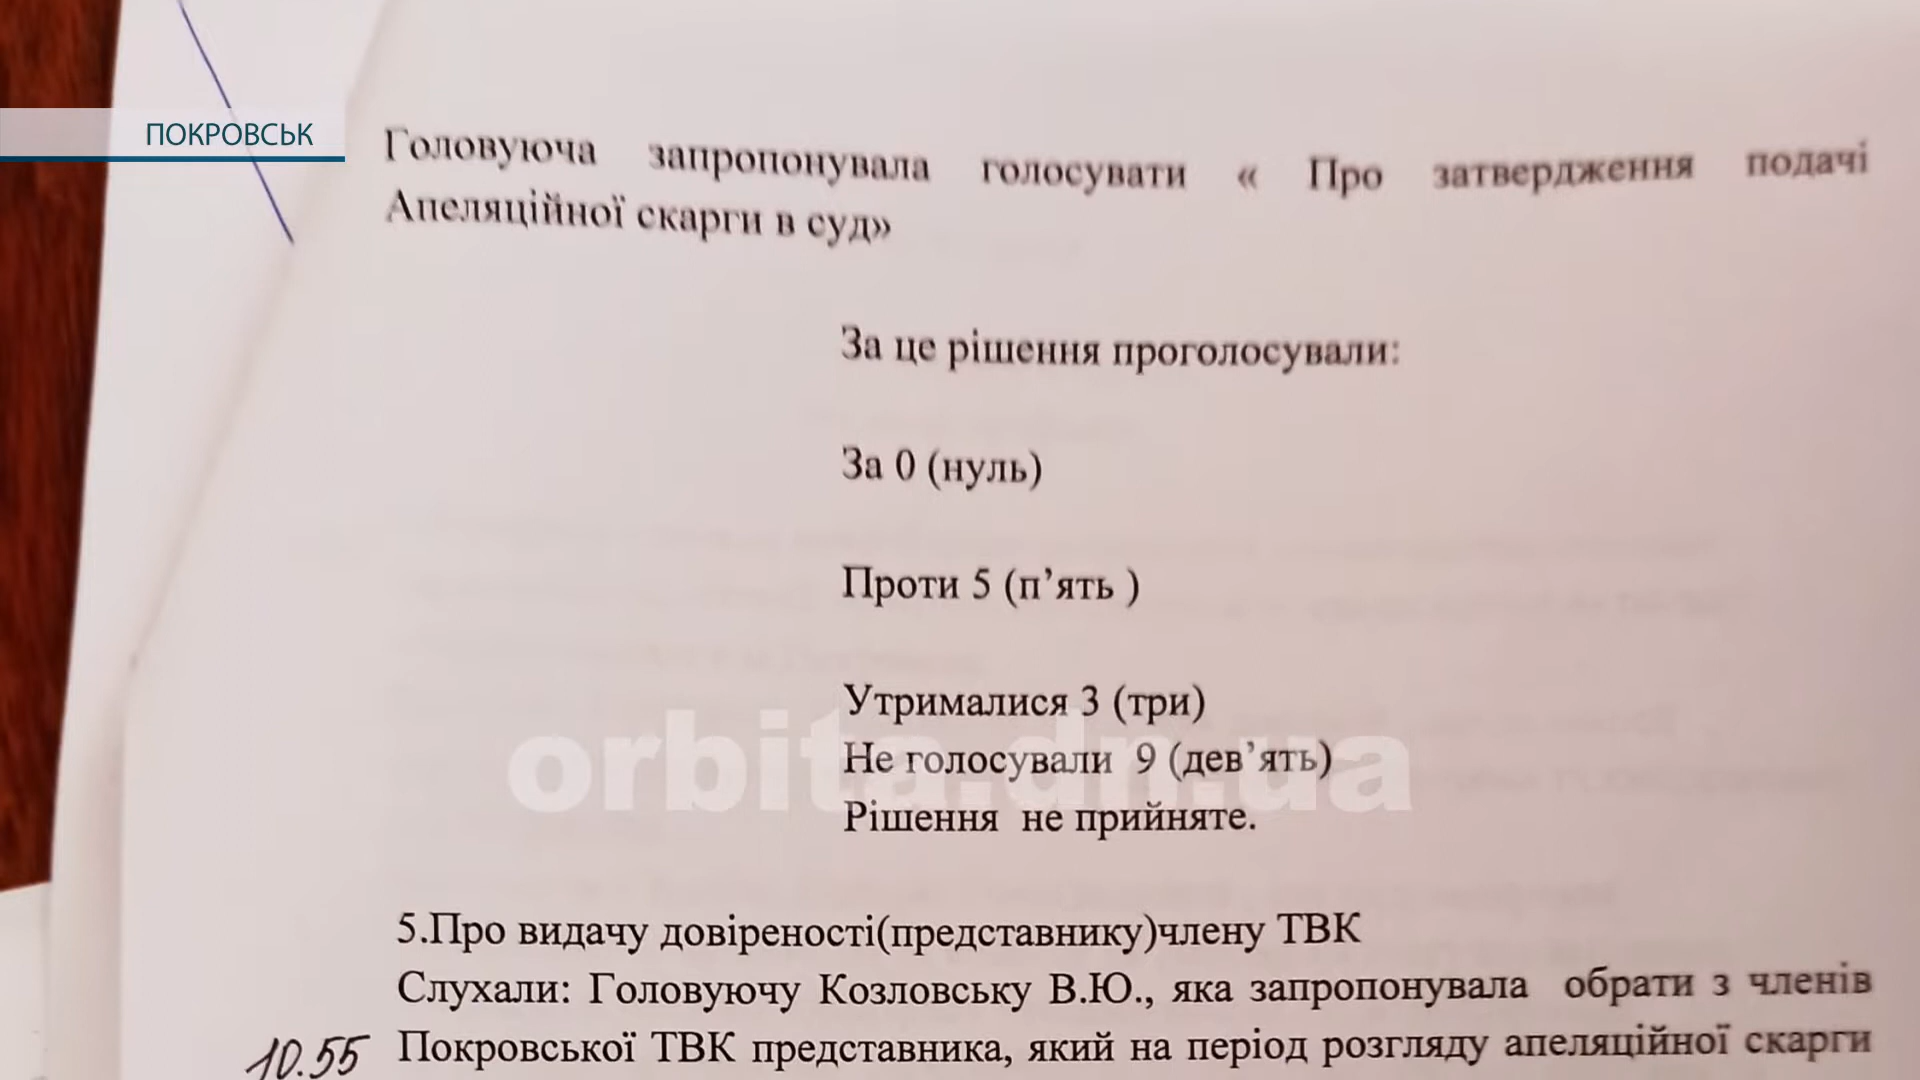 ПОКРОВСЬК
Головуюча запропонувала голосувати « Про затвердження подачі
Апеляційної скарги в суд»
За це рішення проголосували:
За 0 (нуль)
Проти 5 (п’ять )
Утрималися 3 (три)
Не голосували 9 (дев’ять)
orbita.dn.ua
Рішення не прийняте.
5.Про видачу довіреності(представнику)члену ТВК
Слухали: Головуючу Козловську В.Ю., яка запропонувала обрати з членів
10.55
Покровської ТВК представника, який на період розгляду апеляційної скарги